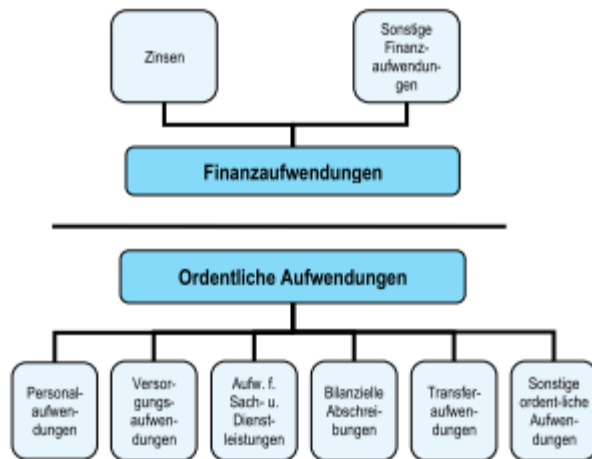 Zinsen
Sonstige
Finanz-
aufwendun-
gen
Finanzaufwendungen
Ordentliche Aufwendungen
Personal-
aufwen-
dungen
Versor-
gungs-
aufwen-
dungen
Aufw. f.
Sach- u.
Dienst-
leistungen
Bilanzielle
Abschrei-
bungen
Transfer-
aufwen-
dungen
Sonstige
ordent-liche
Aufwen-
dungen